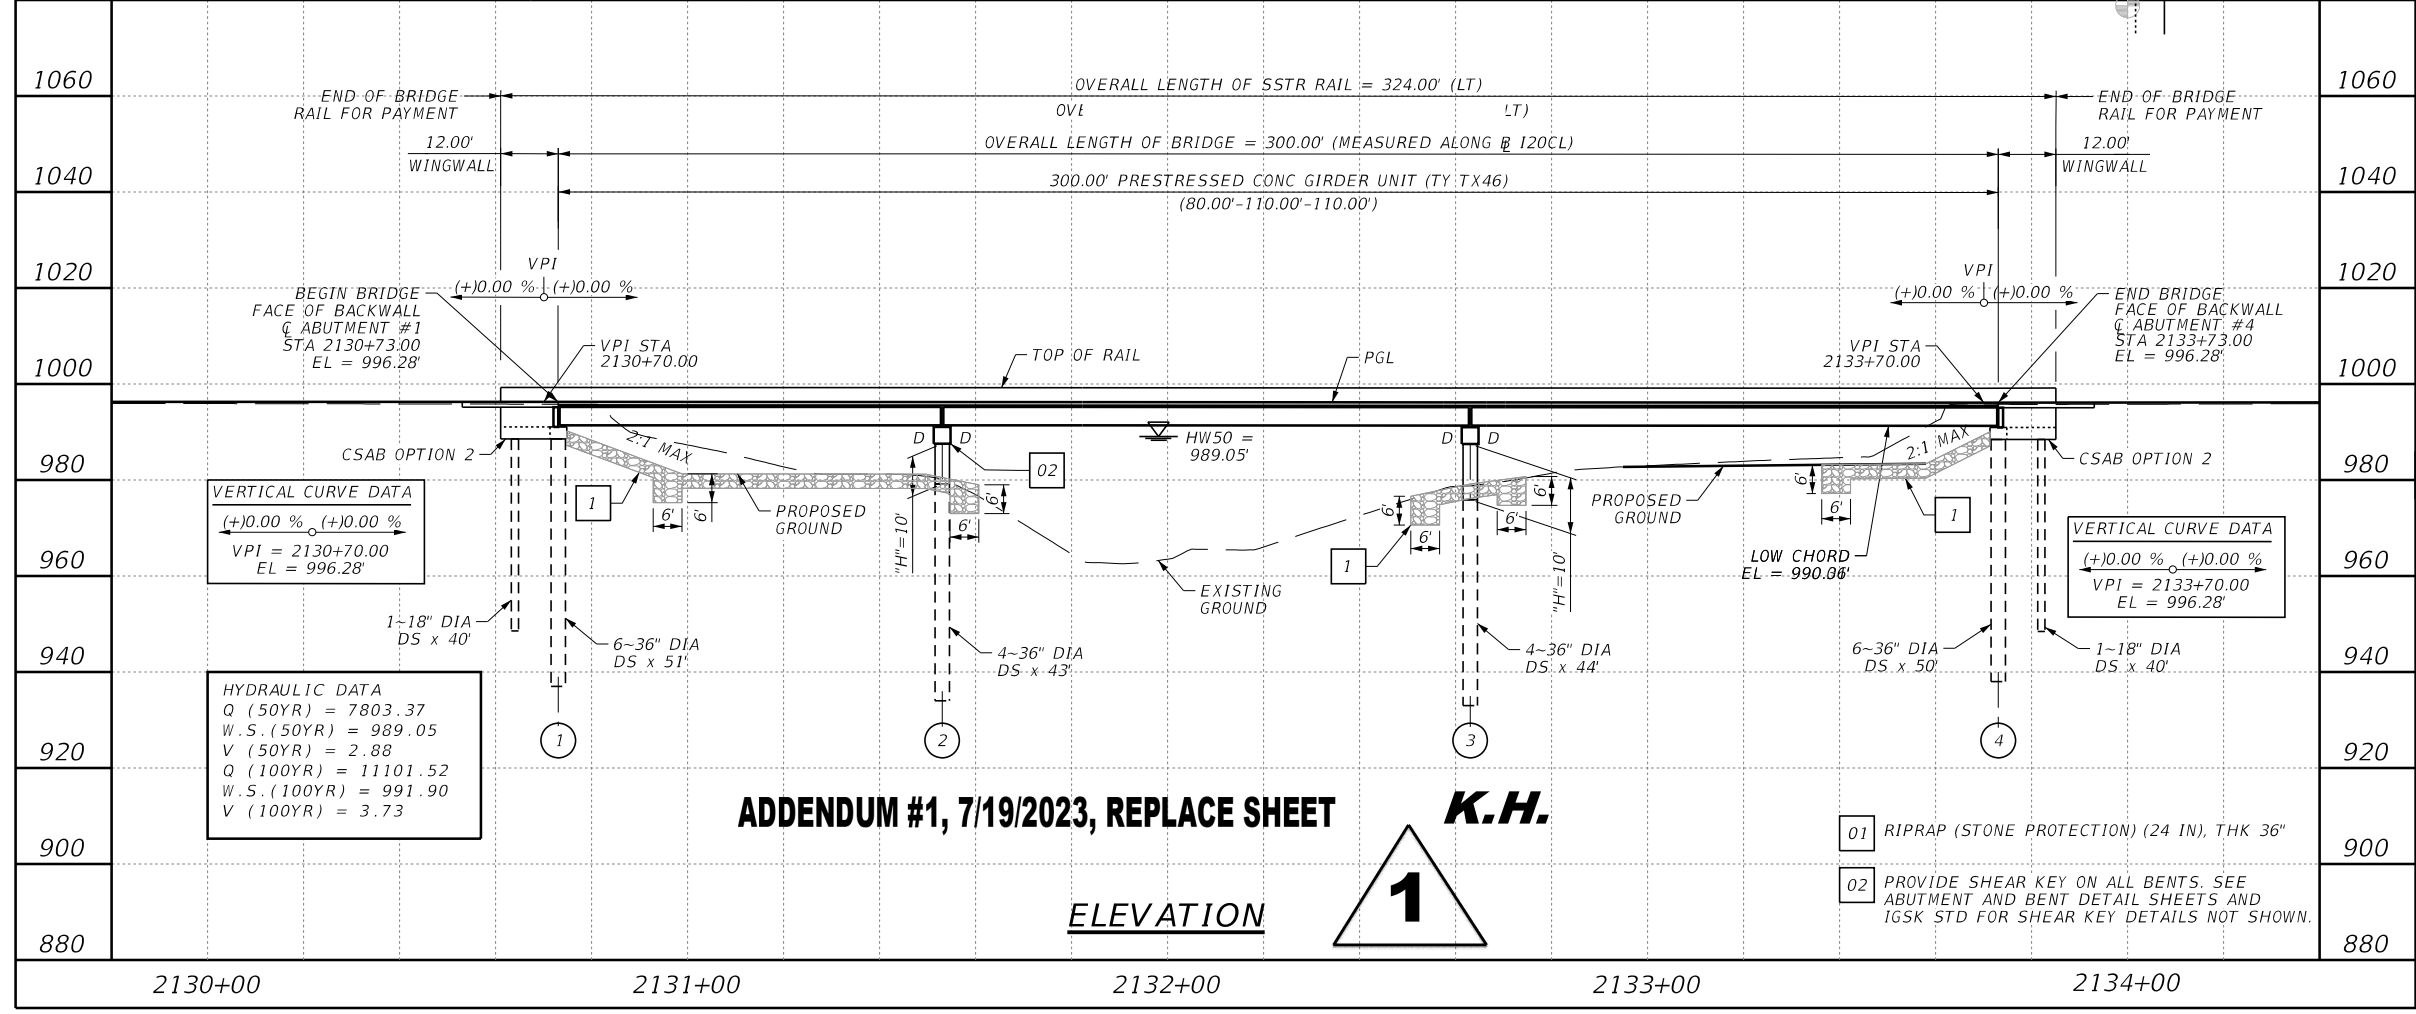 1060
1040
1020
1000
980
960
940
920
900
880
1060
1040
1020
1000
980
960
940
920
900
880
OVERALL LENGTH OF SSTR RAIL = 324.00' (LT)
LT)
END OF BRIDGE
RAIL FOR PAYMENT
END OF BRIDGE
RAIL FOR PAYMENT
12.00'
WINGWALL
OVERALL LENGTH OF BRIDGE = 300.00' (MEASURED ALONG ⅊ I20CL)
12.00'
WINGWALL
300.00' PRESTRESSED CONC GIRDER UNIT (TY TX46)
(80.00'-110.00'-110.00')
VPI
(+)0.00 % (+)0.00 %
VPI
(+)0.00 % (+)0.00 %
BEGIN BRIDGE
FACE OF BACKWALL
℄ ABUTMENT #1
STA 2130+73.00
EL = 996.28'
VPI STA
2130+70.00
TOP OF RAIL
PGL
VPI STA
2133+70.00
END BRIDGE
FACE OF BACKWALL
℄ ABUTMENT #4
STA 2133+73.00
EL = 996.28'
CSAB OPTION 2
2:1 MAX
D D
02
HW50 =
989.05'
D D
2:1 MAX
CSAB OPTION 2
1
6'
6'
PROPOSED
GROUND
"H"=10'
6'
6'
6'
6'
6'
6'
1
"H"=10'
PROPOSED
GROUND
6'
6'
1
LOW CHORD
EL = 990.36'
EXISTING
GROUND
VERTICAL CURVE DATA
(+)0.00 % (+)0.00 %
VPI = 2130+70.00
EL = 996.28'
VERTICAL CURVE DATA
(+)0.00 % (+)0.00 %
VPI = 2133+70.00
EL = 996.28'
1~18" DIA
DS x 40'
6~36" DIA
DS x 51'
4~36" DIA
DS x 43'
4~36" DIA
DS x 44'
6~36" DIA
DS x 50'
1~18" DIA
DS x 40'
HYDRAULIC DATA
Q (50YR) = 7803.37
W.S.(50YR) = 989.05
V (50YR) = 2.88
Q (100YR) = 11101.52
W.S.(100YR) = 991.90
V (100YR) = 3.73
1
2
3
4
ADDENDUM #1, 7/19/2023, REPLACE SHEET
K.H.
1
ELEVATION
01 RIPRAP (STONE PROTECTION) (24 IN), THK 36"
02 PROVIDE SHEAR KEY ON ALL BENTS. SEE
ABUTMENT AND BENT DETAIL SHEETS AND
IGSK STD FOR SHEAR KEY DETAILS NOT SHOWN.
2130+00
2131+00
2132+00
2133+00
2134+00